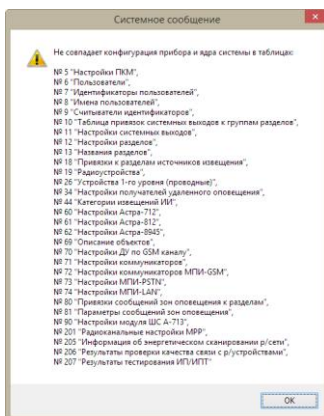 Системное сообщение
Не совпадает конфигурация прибора и ядра системы в таблицах:
№ 5 "Настройки ПКМ",
№ 6 "Пользователи",
№ 7 "Идентификаторы пользователей",
№ 8 "Имена пользователей",
№ 9 "Считыватели идентификаторов",
№ 10 "Таблица привязок системных выходов к группам разделов",
№ 11 "Настройки системных выходов",
№ 12 "Настройки разделов",
№ 13 "Названия разделов",
№ 18 "Привязки к разделам источников извещения",
№ 19 "Радиоустройства",
№ 26 "Устройства 1-го уровня (проводные)",
№ 34 "Настройки получателей удаленного оповещения",
№ 44 "Категории извещений ИИ",
№ 60 "Настройки Астра-712",
№ 61 "Настройки Астра-812",
№ 62 "Настройки Астра-8945",
№ 69 "Описание объектов",
№ 70 "Настройки ДУ по GSM каналу",
№ 71 "Настройки коммуникаторов",
№ 72 "Настройки коммуникаторов МПИ-GSM",
№ 73 "Настройки МПИ-PSTN",
№ 74 "Настройки МПИ-LAN",
№ 80 "Привязки сообщений зон оповещения к разделам",
№ 81 "Параметры сообщений зон оповещения",
№ 90 "Настройки модуля ШС А-713",
№ 201 "Радиоканальные настройки МРР",
№ 205 "Информация об энергетическом сканировании р/сети",
№ 206 "Результаты проверки качества связи с р/устройствами",
№ 207 "Результаты тестирования ИП/ИПТ"
OK